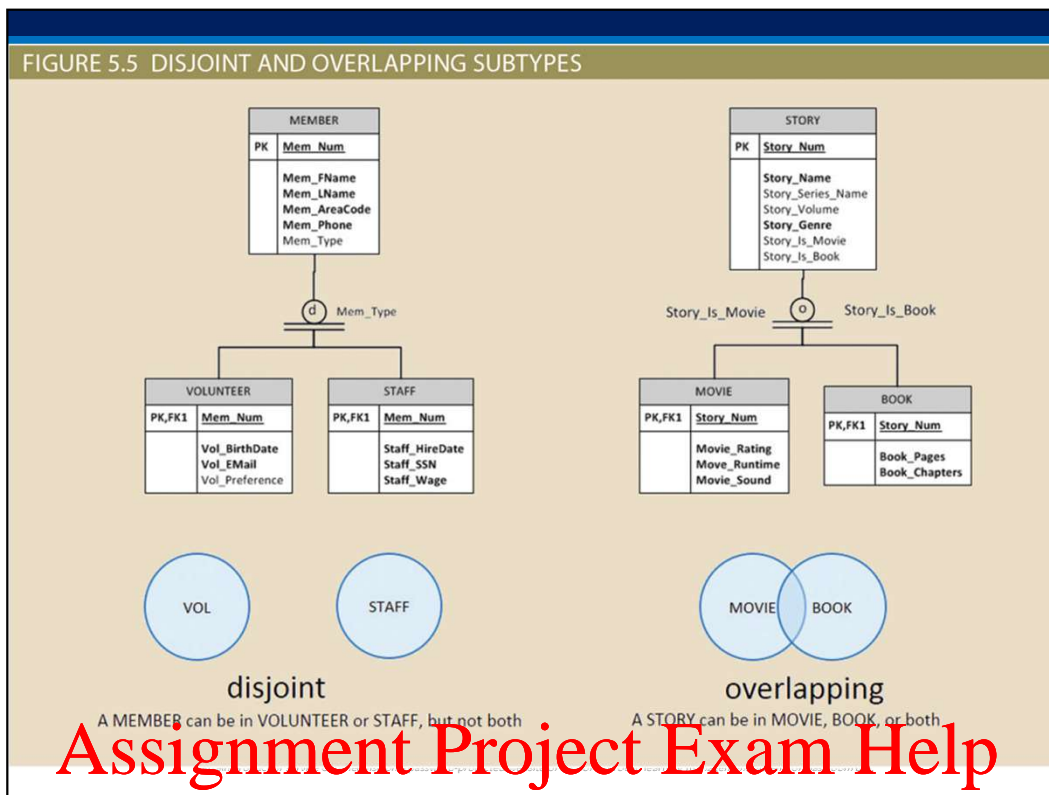 FIGURE 5.5 DISJOINT AND OVERLAPPING SUBTYPES
MEMBER
PK Mem_Num
Mem_FName
Mem_LName
Mem_AreaCode
Mem_Phone
Mem_Type
d Mem_Type
VOLUNTEER
PK,FK1 Mem_Num
Vol_BirthDate
Vol_EMail
Vol_Preference
STAFF
PK,FK1 Mem_Num
Staff_HireDate
Staff_SSN
Staff_Wage
VOL
STAFF
disjoint
A MEMBER can be in VOLUNTEER or STAFF, but not both
STORY
PK Story_Num
Story_Name
Story_Series_Name
Story_Volume
Story_Genre
Story_Is_Movie
Story_Is_Book
Story_Is_Movie o Story_Is_Book
MOVIE
PK,FK1 Story_Num
Movie_Rating
Move_Runtime
Movie_Sound
BOOK
PK,FK1 Story_Num
Book_Pages
Book_Chapters
MOVIE
BOOK
overlapping
A STORY can be in MOVIE, BOOK, or both
Assignment Project Exam Help